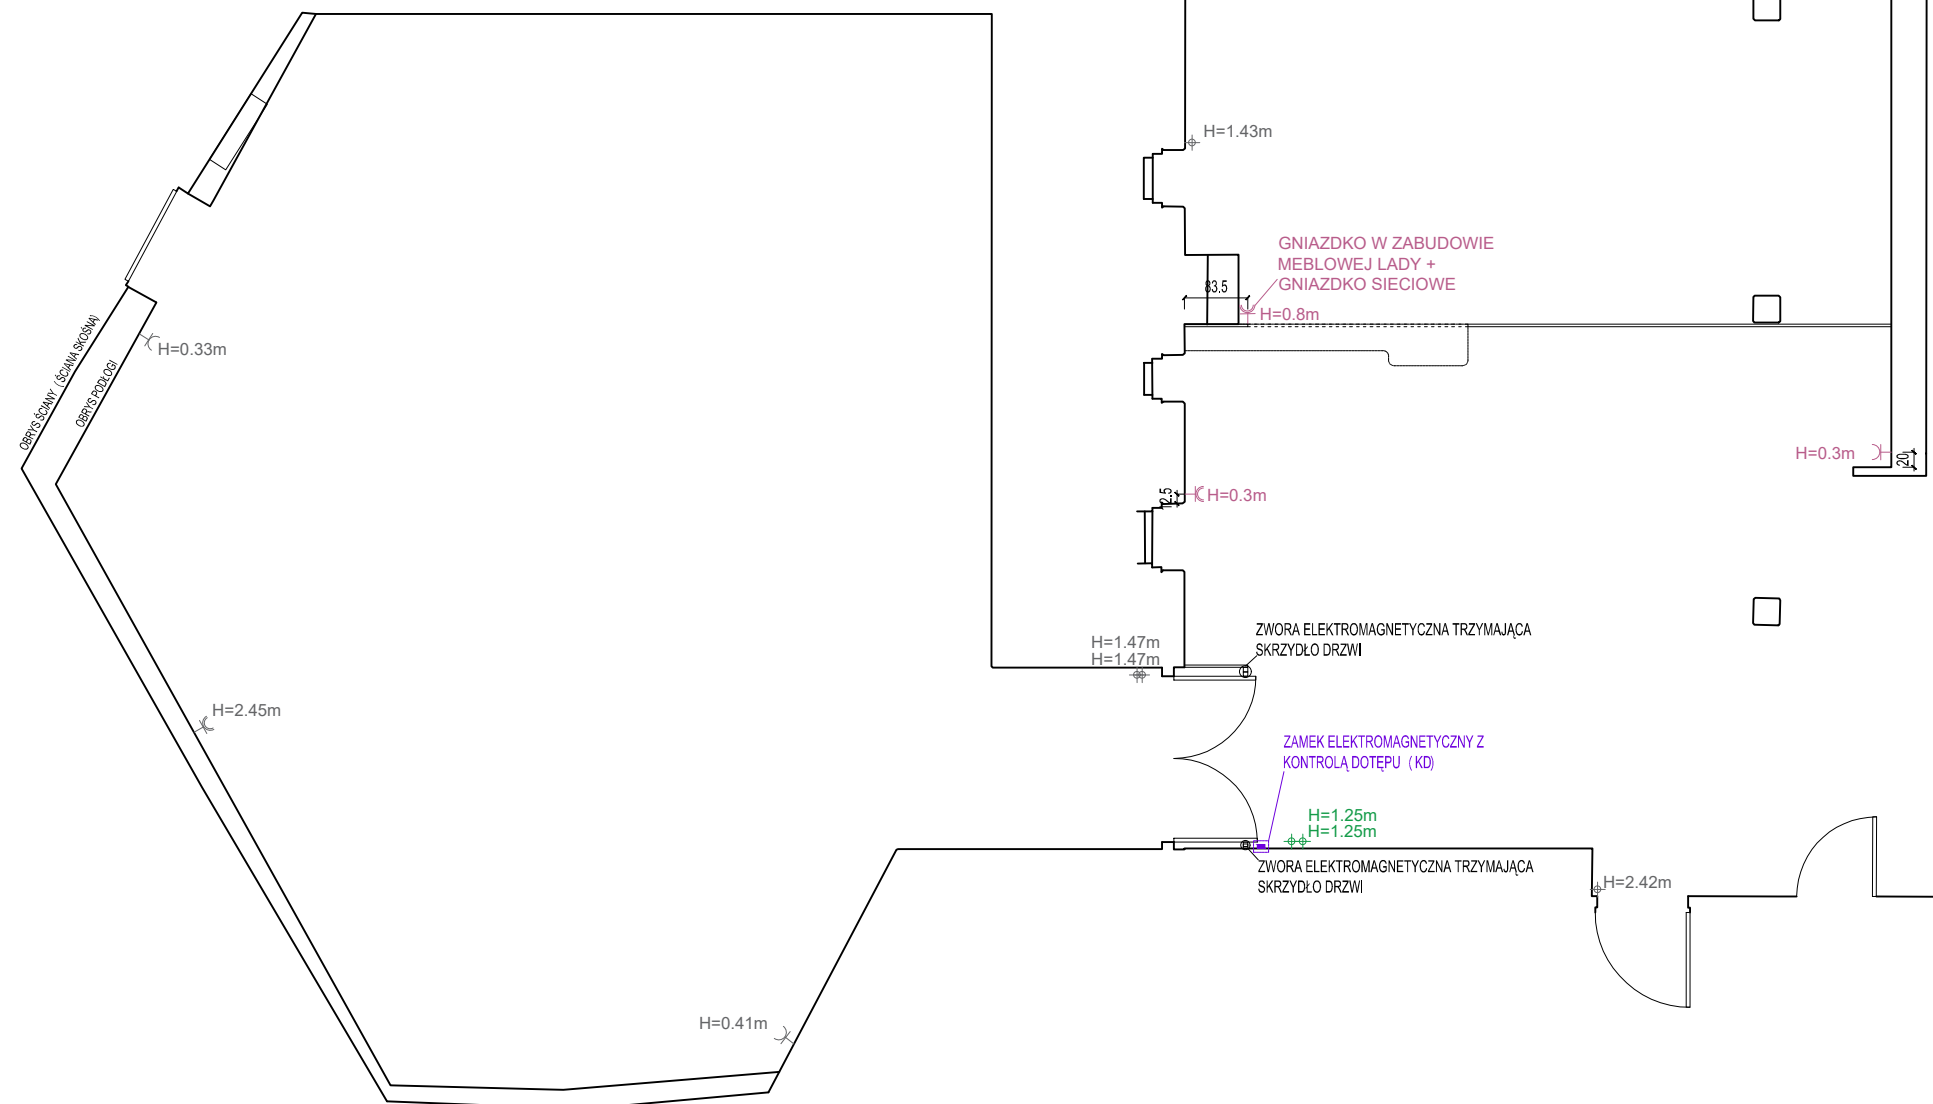 H=1.43m
GNIAZDKO W ZABUDOWIE
MEBLOWEJ LADY +
GNIAZDKO SIECIOWE
83.5
H=0.8m
H=0.33m
OBRYS ŚCIANY (ŚCIANA SKOŚNA)
OBRYS PODŁOGI
H=0.3m
20
H=0.3m
ZWORA ELEKTROMAGNETYCZNA TRZYMAJĄCA
SKRZYDŁO DRZWI
H=1.47m
H=1.47m
H=2.45m
ZAMEK ELEKTROMAGNETYCZNY Z
KONTROLĄ DOTĘPU (KD)
H=1.25m
H=1.25m
ZWORA ELEKTROMAGNETYCZNA TRZYMAJĄCA
SKRZYDŁO DRZWI
H=2.42m
H=0.41m